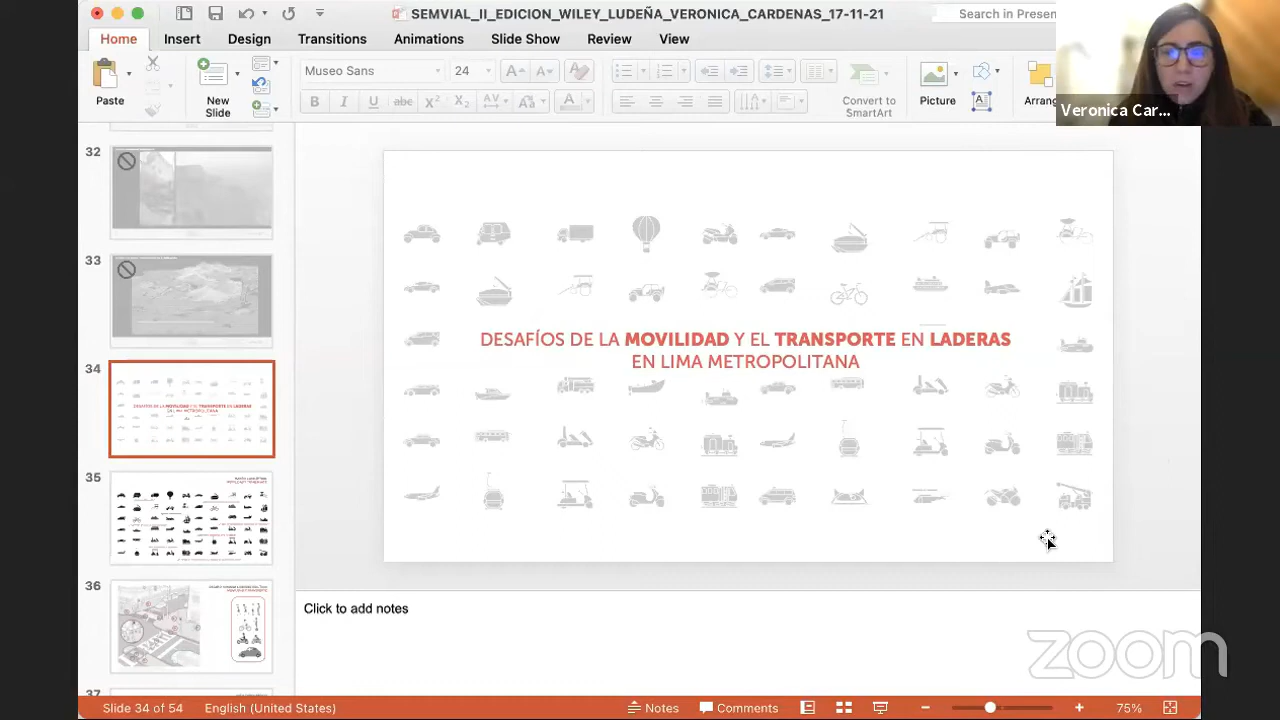 SEMVIAL_II_EDICION_WILEY_LUDEÑA_VERONICA_CARDENAS_17-11-21
Search in Presen
Home Insert Design Transitions Animations Slide Show Review View
Museo Sans 24
Paste
New Slide
Convert to SmartArt
Picture
Arrang
Veronica Car...
32
33
34
35
36
37
DESAFÍOS DE LA MOVILIDAD Y EL TRANSPORTE EN LADERAS
EN LIMA METROPOLITANA
Click to add notes
zoom
Slide 34 of 54 English (United States) Notes Comments 75%